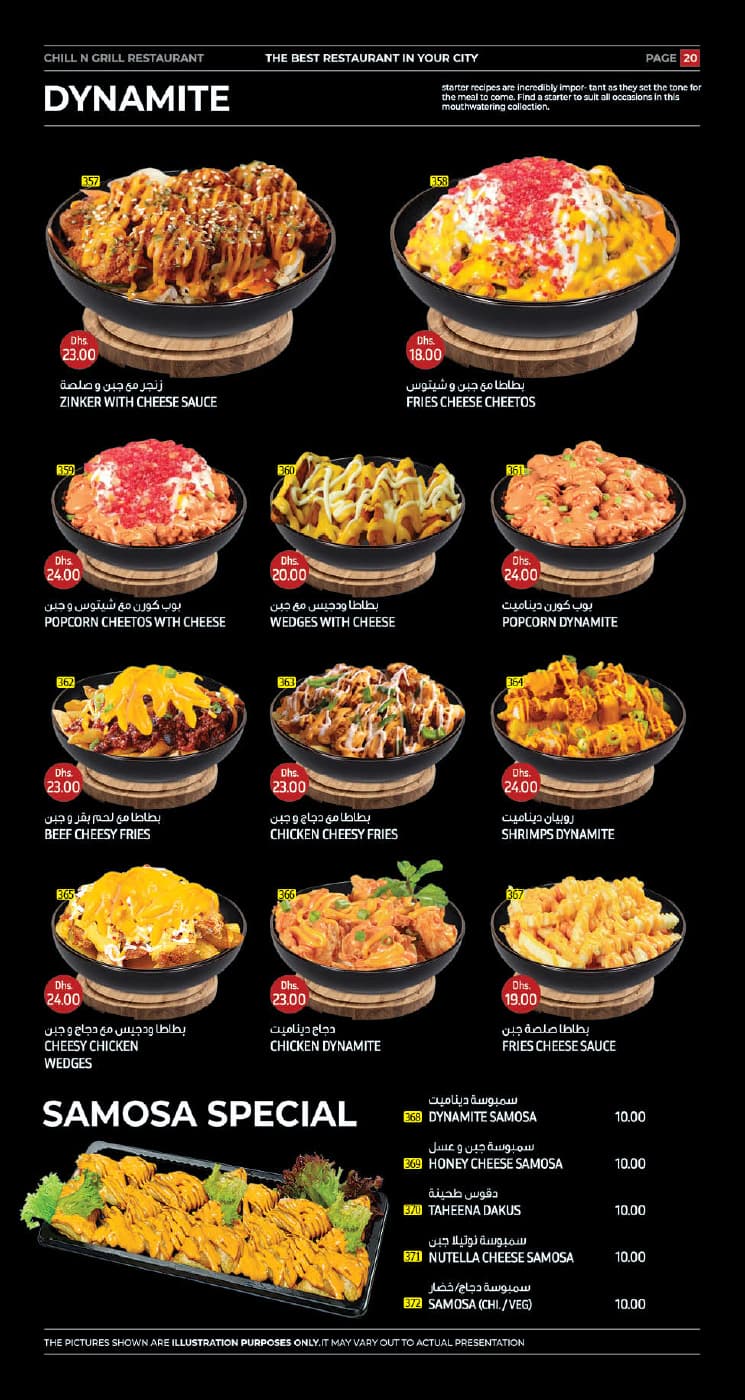 CHILL N GRILL RESTAURANT
THE BEST RESTAURANT IN YOUR CITY
PAGE 20
DYNAMITE
starter recipes are incredibly impor- tant as they set the tone for
the meal to come. Find a starter to suit all occasions in this
mouthwatering collection.
357
Dhs.
23.00
زنجر مع جبن و صلصة
ZINKER WITH CHEESE SAUCE
358
Dhs.
18.00
بطاطا مع جبن و شيتوس
FRIES CHEESE CHEETOS
359
Dhs.
24.00
بوب كورن مع شيتوس و جبن
POPCORN CHEETOS WTH CHEESE
360
Dhs.
20.00
بطاطا ودجيس مع جبن
WEDGES WITH CHEESE
361
Dhs.
24.00
بوب كورن ديناميت
POPCORN DYNAMITE
362
Dhs.
23.00
بطاطا مع لحم بقر و جبن
BEEF CHEESY FRIES
363
Dhs.
23.00
بطاطا مع دجاج و جبن
CHICKEN CHEESY FRIES
364
Dhs.
24.00
روبيان ديناميت
SHRIMPS DYNAMITE
365
Dhs.
24.00
بطاطا ودجيس مع دجاج و جبن
CHEESY CHICKEN
WEDGES
366
Dhs.
23.00
دجاج ديناميت
CHICKEN DYNAMITE
367
Dhs.
19.00
بطاطا صلصة جبن
FRIES CHEESE SAUCE
SAMOSA SPECIAL
سمبوسة ديناميت
368 DYNAMITE SAMOSA 10.00
سمبوسة جبن و عسل
369 HONEY CHEESE SAMOSA 10.00
دقوس طحينة
370 TAHEENA DAKUS 10.00
سمبوسة نوتيلا جبن
371 NUTELLA CHEESE SAMOSA 10.00
سمبوسة دجاج/خضار
372 SAMOSA (CHI. / VEG) 10.00
THE PICTURES SHOWN ARE ILLUSTRATION PURPOSES ONLY.IT MAY VARY OUT TO ACTUAL PRESENTATION